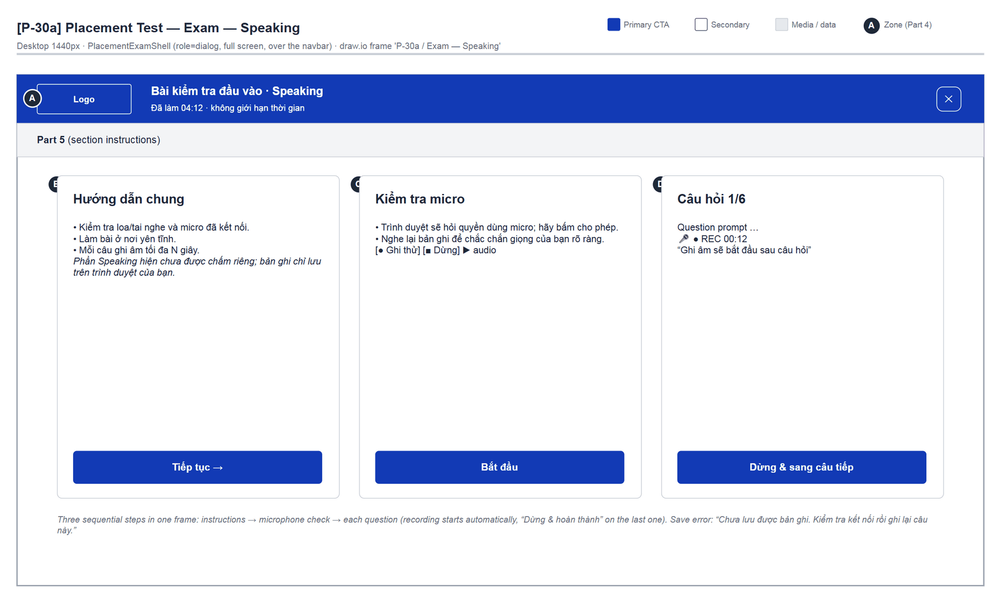 [P-30a] Placement Test — Exam — Speaking
Primary CTA
Secondary
Media / data
A
Zone (Part 4)
Desktop 1440px · PlacementExamShell (role=dialog, full screen, over the navbar) · draw.io frame 'P-30a / Exam — Speaking'
A
Logo
Bài kiểm tra đầu vào · Speaking
Đã làm 04:12 · không giới hạn thời gian
Part 5 (section instructions)
Hướng dẫn chung
• Kiểm tra loa/tai nghe và micro đã kết nối.
• Làm bài ở nơi yên tĩnh.
• Mỗi câu ghi âm tối đa N giây.
Phần Speaking hiện chưa được chấm riêng; bản ghi chỉ lưu
trên trình duyệt của bạn.
Tiếp tục →
Kiểm tra micro
• Trình duyệt sẽ hỏi quyền dùng micro; hãy bấm cho phép.
• Nghe lại bản ghi để chắc chắn giọng của bạn rõ ràng.
[● Ghi thử] [■ Dừng] ▶ audio
Bắt đầu
Câu hỏi 1/6
Question prompt …
🎤 ● REC 00:12
“Ghi âm sẽ bắt đầu sau câu hỏi”
Dừng & sang câu tiếp
Three sequential steps in one frame: instructions → microphone check → each question (recording starts automatically, “Dừng & hoàn thành” on the last one). Save error: “Chưa lưu được bản ghi. Kiểm tra kết nối rồi ghi lại câu
này.”